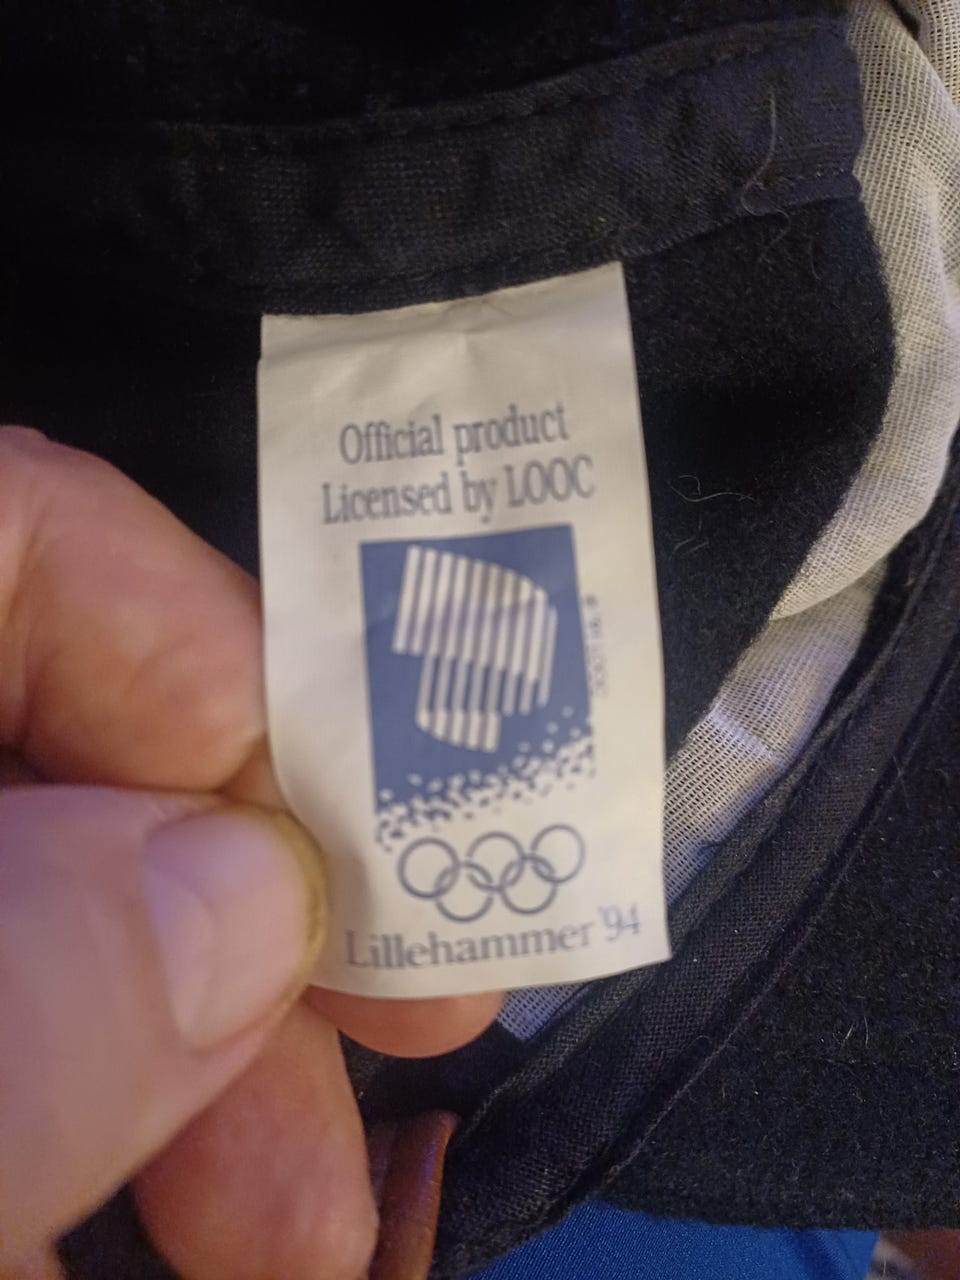 Official product
Licensed by LOOC
Lillehammer '94